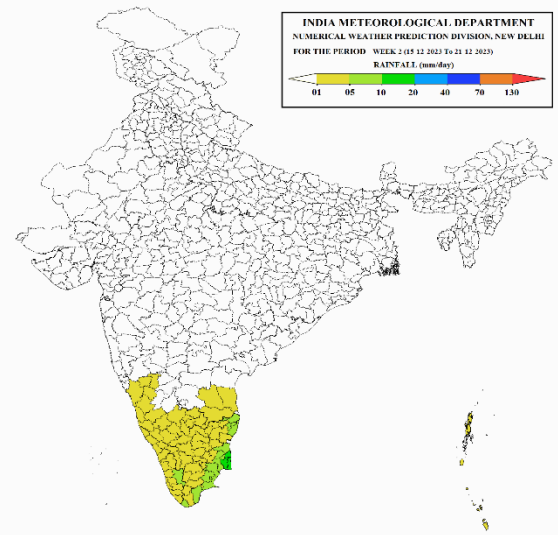 INDIA METEOROLOGICAL DEPARTMENT
NUMERICAL WEATHER PREDICTION DIVISION, NEW DELHI
FOR THE PERIOD WEEK 2 (15 12 2023 To 21 12 2023)
RAINFALL (mm/day)
01 05 10 20 40 70 130